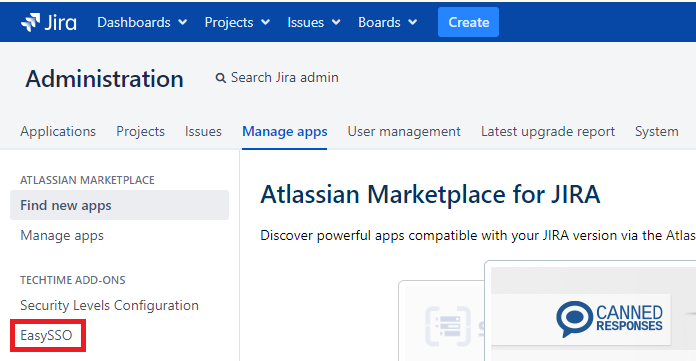 Jira Dashboards Projects Issues Boards Create
Administration Search Jira admin
Applications Projects Issues Manage apps User management Latest upgrade report System
ATLASSIAN MARKETPLACE
Find new apps
Manage apps
TECHTIME ADD-ONS
Security Levels Configuration
EasySSO
Atlassian Marketplace for JIRA
Discover powerful apps compatible with your JIRA version via the Atlas
CANNED
RESPONSES